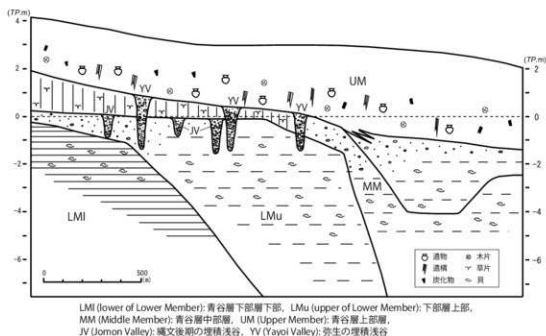 (TP.m)
4
2
0
-2
-4
-6
(TP.m)
2
0
-2
-4
-6
UM
YV
JV
YV
JV
YV
MM
LMl
LMu
0 500
(m)
遺物
木片
遺構
草片
炭化物
貝
LMl (lower of Lower Member): 青谷層下部層下部, LMu (upper of Lower Member): 下部層上部,
MM (Middle Member): 青谷層中部層, UM (Upper Member): 青谷層上部層,
JV (Jomon Valley): 縄文後期の埋積浅谷, YV (Yayoi Valley): 弥生の埋積浅谷